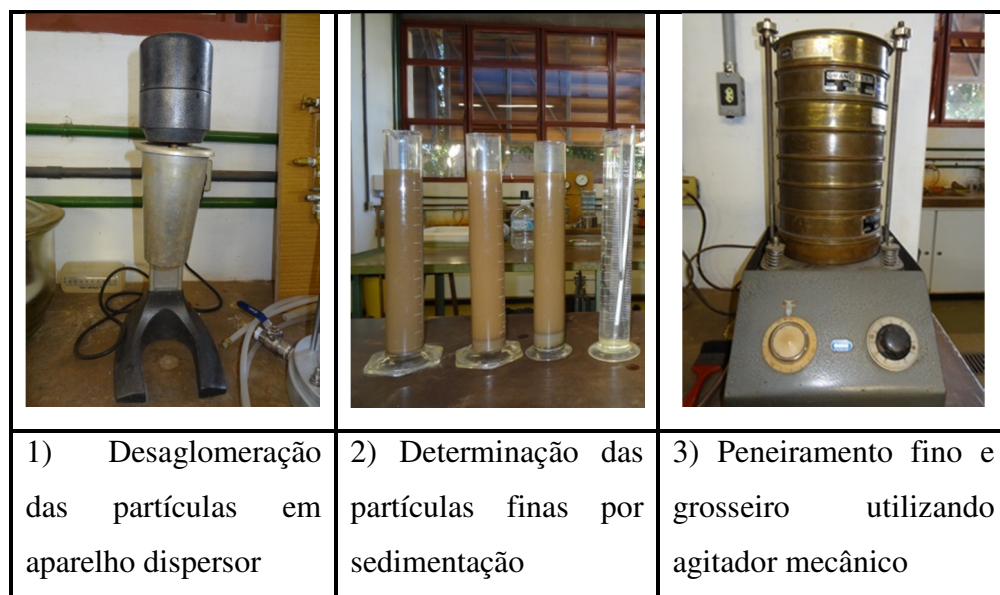 1) Desaglomeração
das partículas em
aparelho dispersor
2) Determinação das
partículas finas por
sedimentação
3) Peneiramento fino e
grosseiro utilizando
agitador mecânico